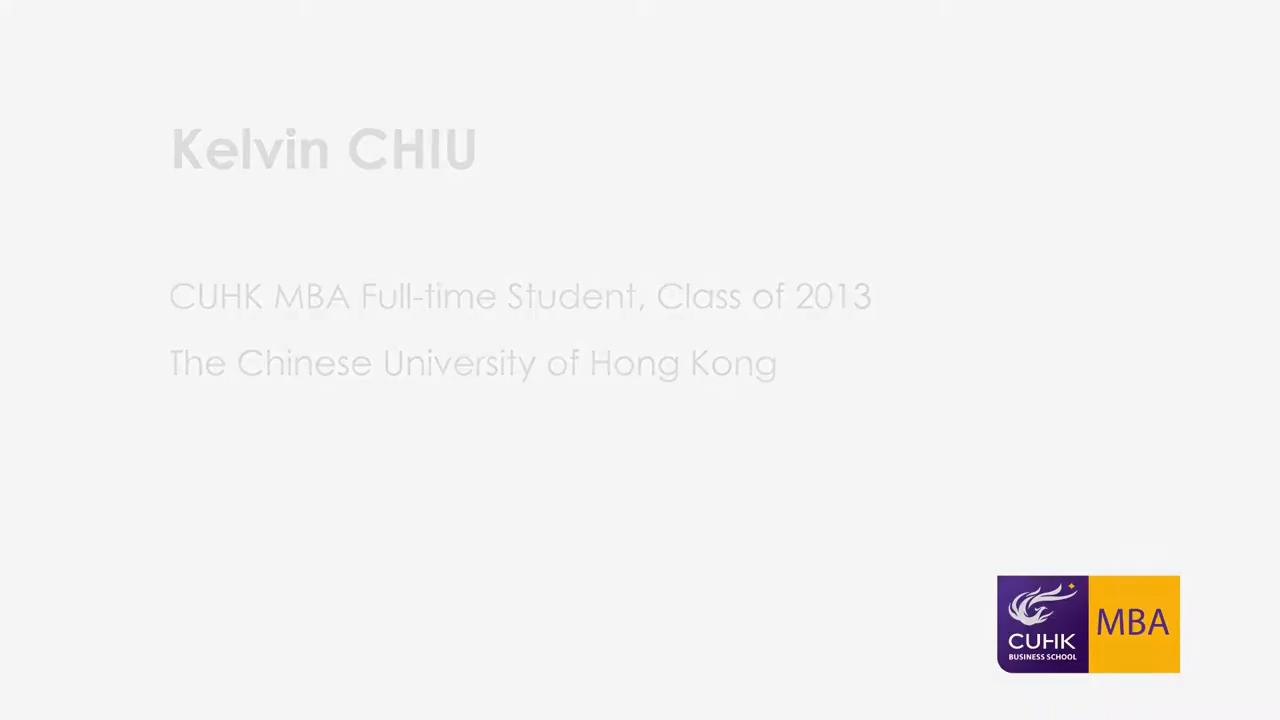 Kelvin CHIU
CUHK MBA Full-time Student, Class of 2013
The Chinese University of Hong Kong
CUHK
BUSINESS SCHOOL
MBA